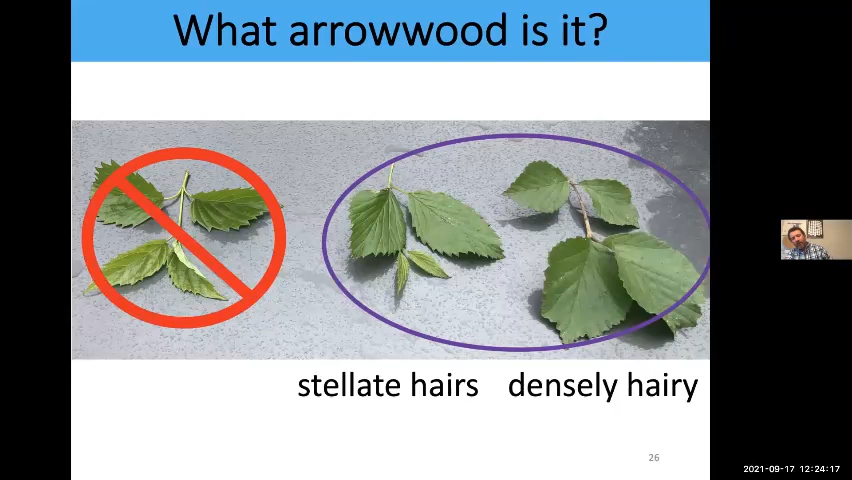 What arrowwood is it?
stellate hairs densely hairy
26
2021-09-17 12:24:17